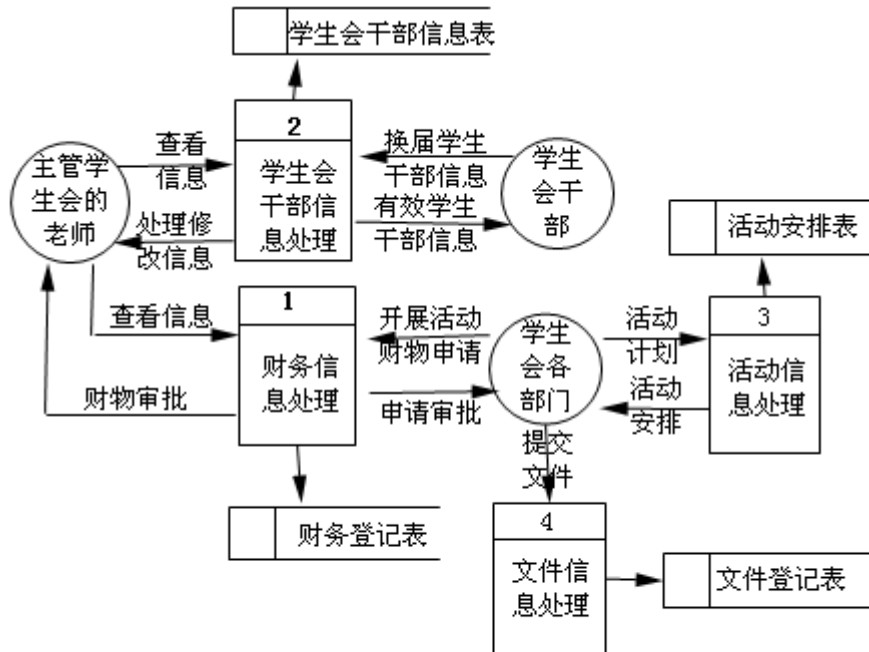 学生会干部信息表
2
学生会
干部信
息处理
主管学
生会的
老师
查看
信息
处理修
改信息
换届学生
干部信息
有效学生
干部信息
学生
会干
部
活动安排表
查看信息
财物审批
1
财务信
息处理
开展活动
财物申请
申请审批
学生
会各
部门
活动
计划
活动
安排
3
活动信
息处理
提交
文件
财务登记表
4
文件信
息处理
文件登记表